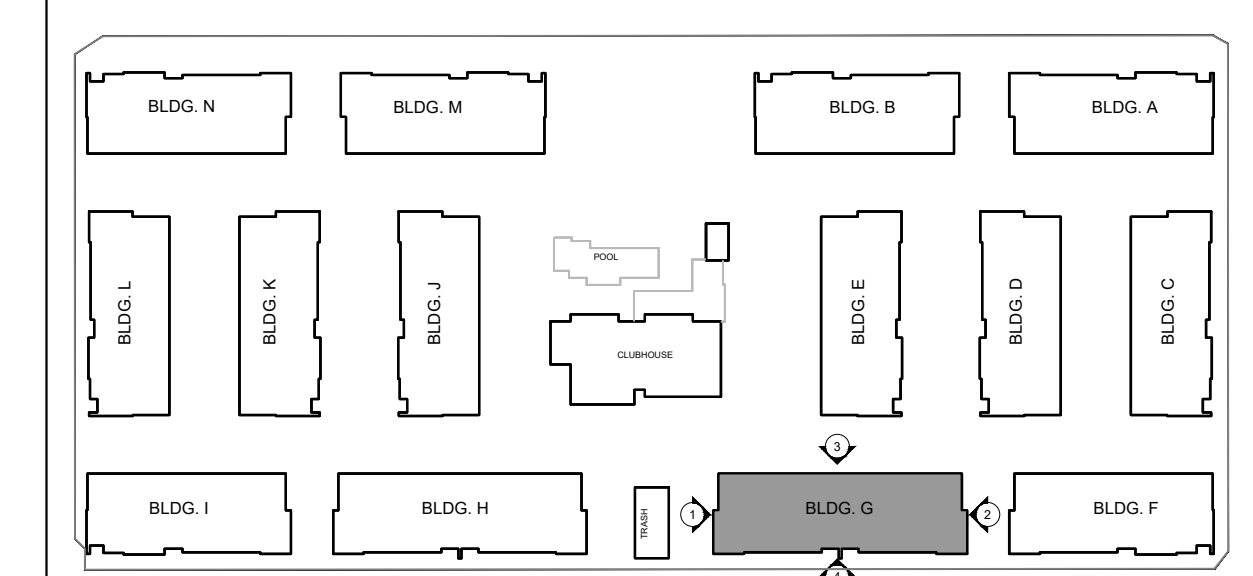 BLDG. N
BLDG. M
BLDG. B
BLDG. A
BLDG. L
BLDG. K
BLDG. J
POOL
CLUBHOUSE
BLDG. E
BLDG. D
BLDG. C
3
BLDG. I
BLDG. H
TRASH
1
BLDG. G
2
BLDG. F
4